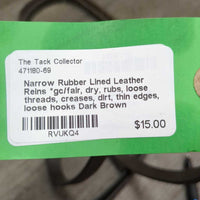 The Tack Collector
471180-69
Narrow Rubber Lined Leather
Reins *gc/fair, dry, rubs, loose
threads, creases, dirt, thin edges,
loose hooks Dark Brown
$15.00
RVUKQ4